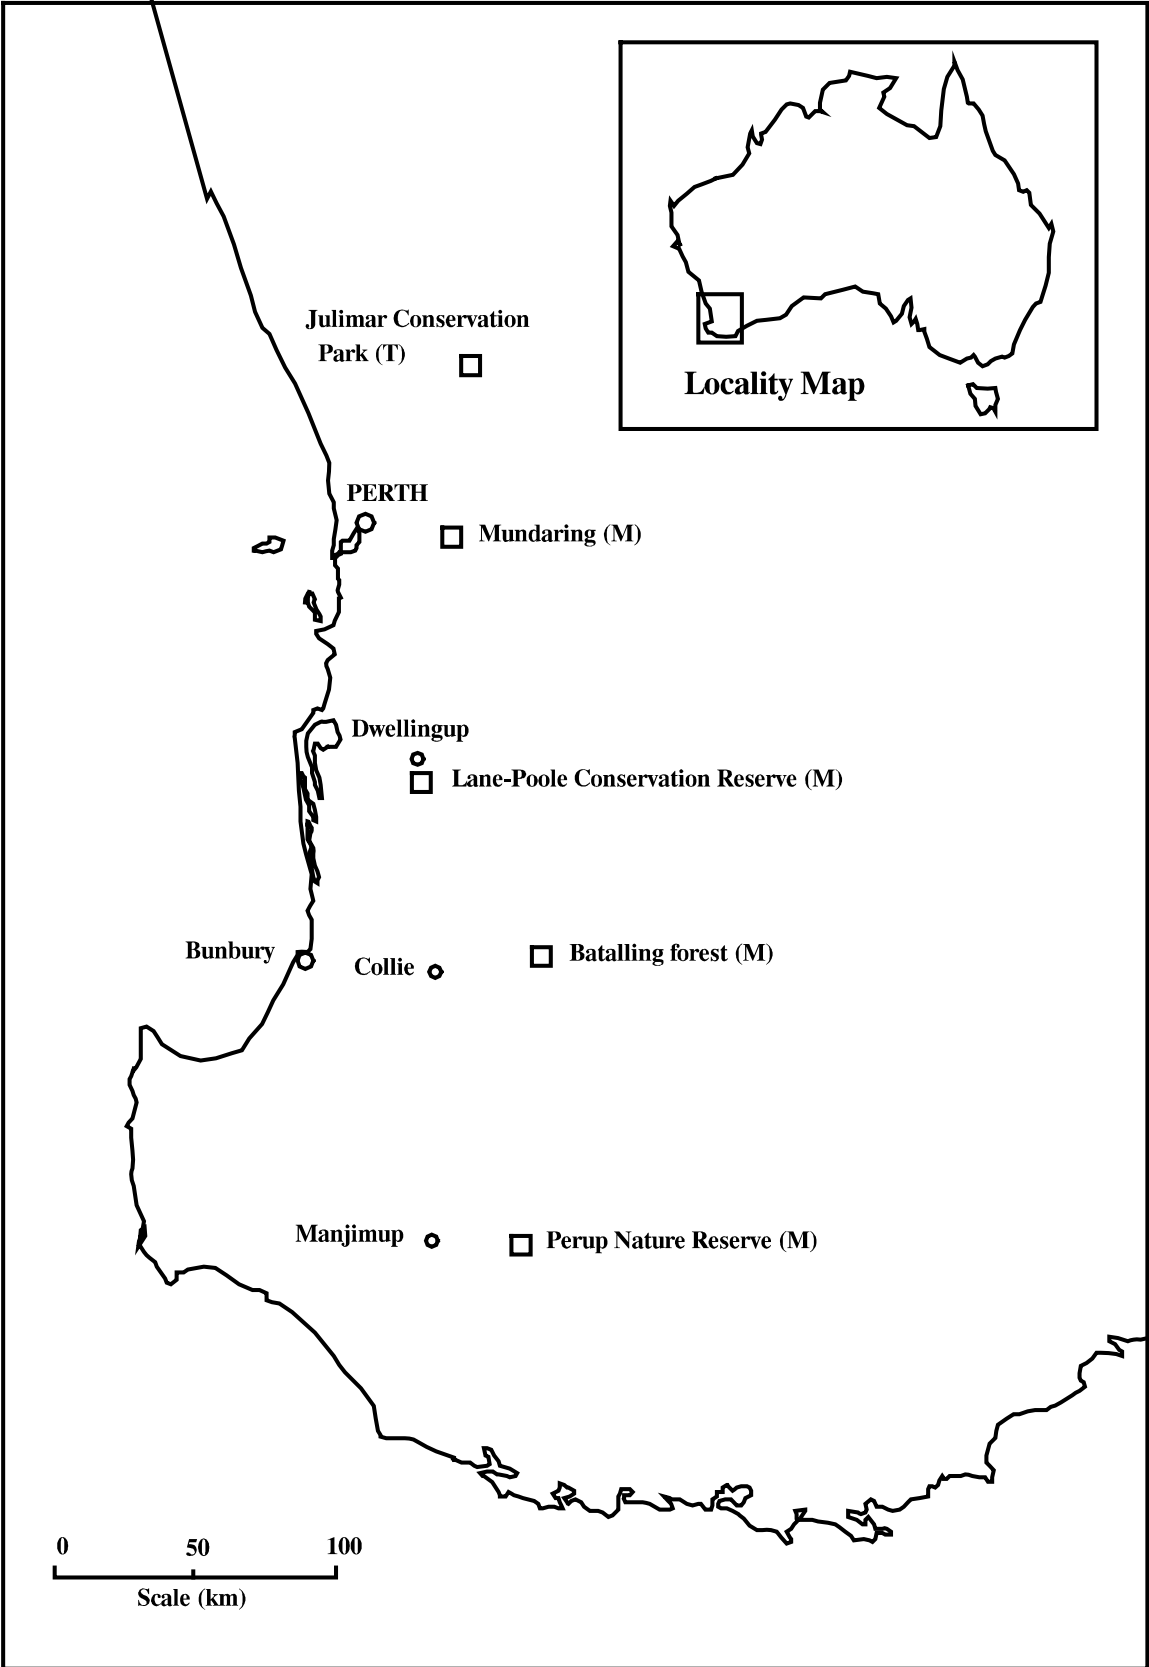 Julimar Conservation
Park (T)
Locality Map
PERTH
Mundaring (M)
Dwellingup
Lane-Poole Conservation Reserve (M)
Bunbury
Collie
Batalling forest (M)
Manjimup
Perup Nature Reserve (M)
0 50 100
Scale (km)